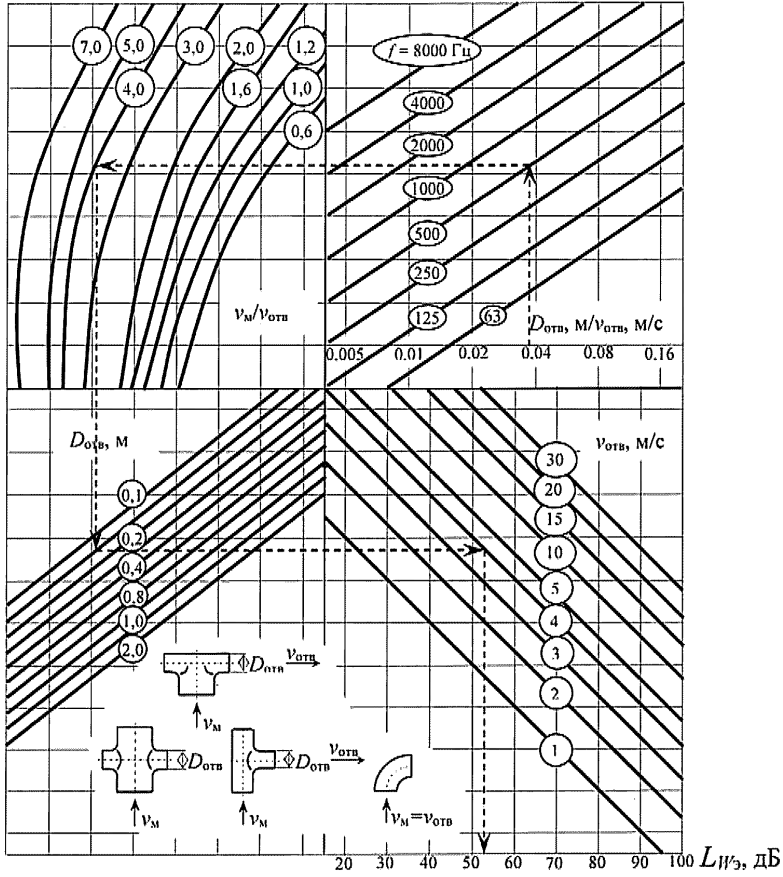 7,0 5,0 3,0 2,0 1,2
4,0 1,6 1,0
0,6
f = 8000 Гц
4000
2000
1000
500
250
125
63
vм/vотв
Dотв, м/vотв, м/с
0.005 0.01 0.02 0.04 0.08 0.16
Dотв, м
0,1
0,2
0,4
0.8
1,0
2,0
vотв, м/с
30
20
15
10
5
4
3
2
1
Dотв vотв
vм
Dотв
vм
Dотв vотв
vм
vм=vотв
20 30 40 50 60 70 80 90 100 LWэ, дБ